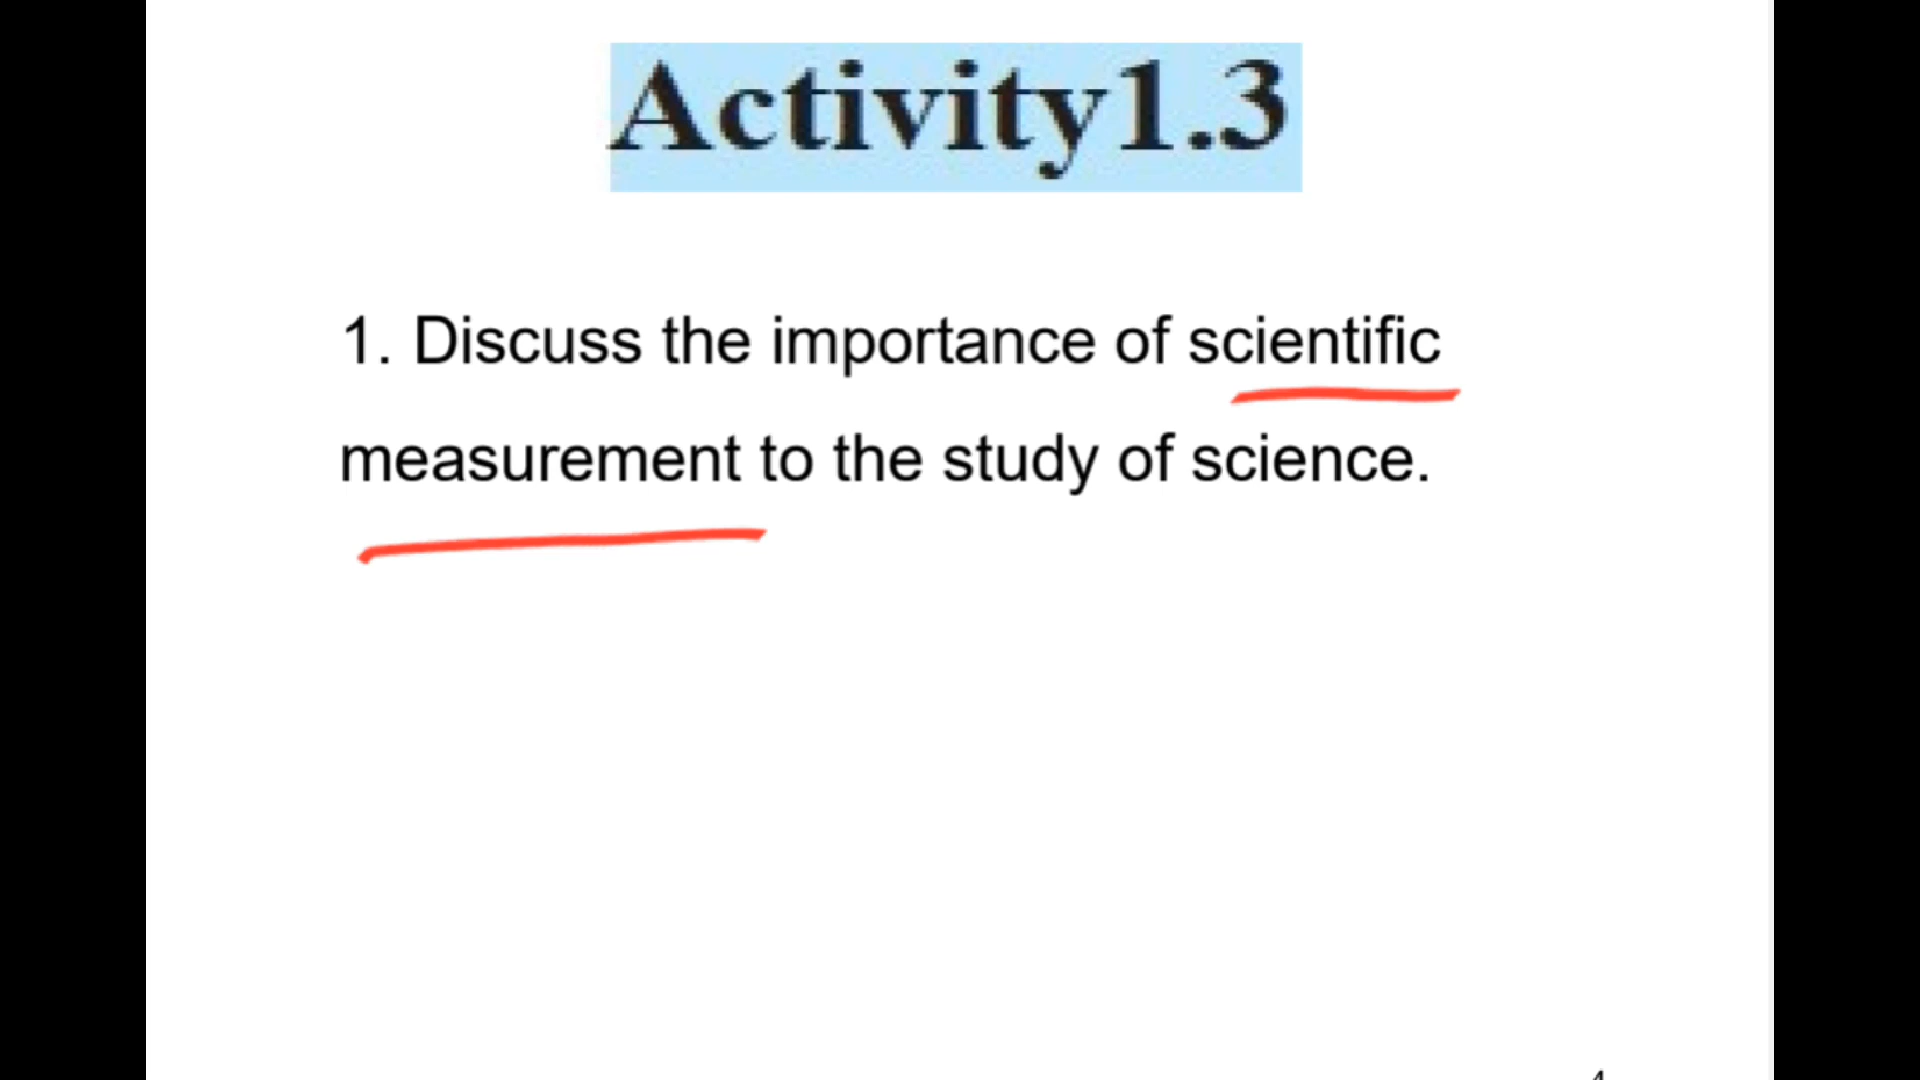 Activity1.3
1. Discuss the importance of scientific
measurement to the study of science.